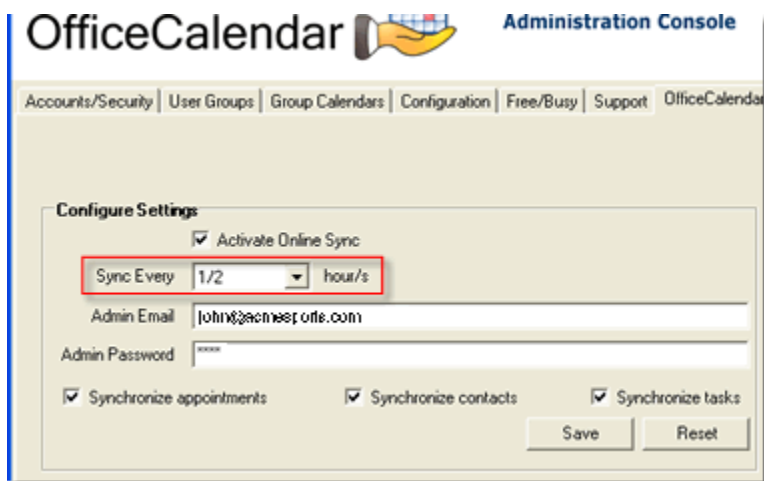 OfficeCalendar Administration Console
Accounts/Security User Groups Group Calendars Configuration Free/Busy Support OfficeCalendar
Configure Settings
Activate Online Sync
Sync Every 1/2 hour/s
Admin Email john@acmesports.com
Admin Password ****
Synchronize appointments Synchronize contacts Synchronize tasks
Save Reset